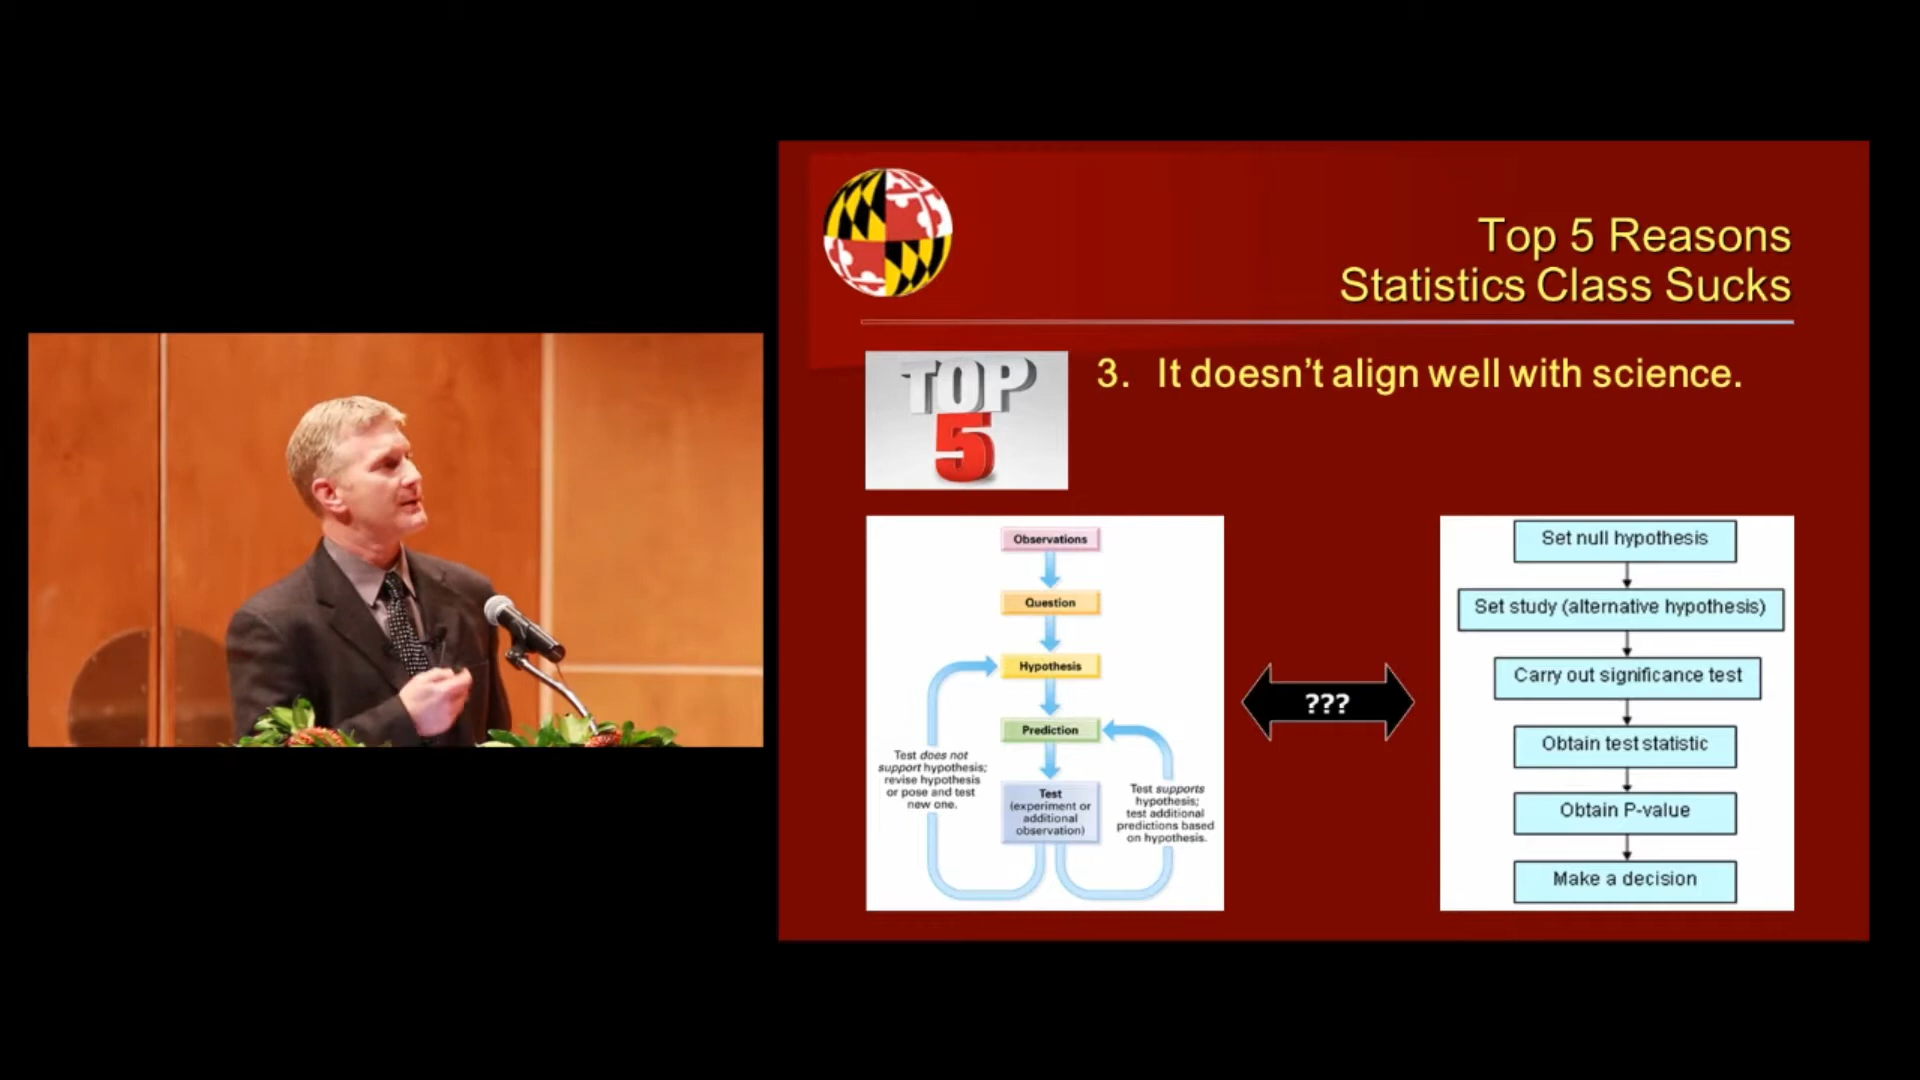 Top 5 Reasons
Statistics Class Sucks
TOP
5
3. It doesn't align well with science.
Observations
Question
Hypothesis
Prediction
Test
(experiment or
additional
observation)
Test does not
support hypothesis;
revise hypothesis
or pose and test
new one.
Test supports
hypothesis;
test additional
predictions based
on hypothesis.
???
Set null hypothesis
Set study (alternative hypothesis)
Carry out significance test
Obtain test statistic
Obtain P-value
Make a decision